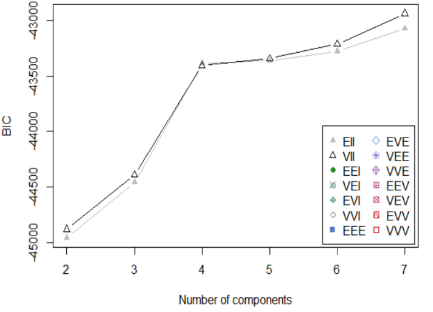 -43000
-43500
-44000
-44500
-45000
BIC
2 3 4 5 6 7
Number of components
EII EVE
VII VEE
EEI VVE
VEI EEV
EVI VEV
VVI EVV
EEE VVV